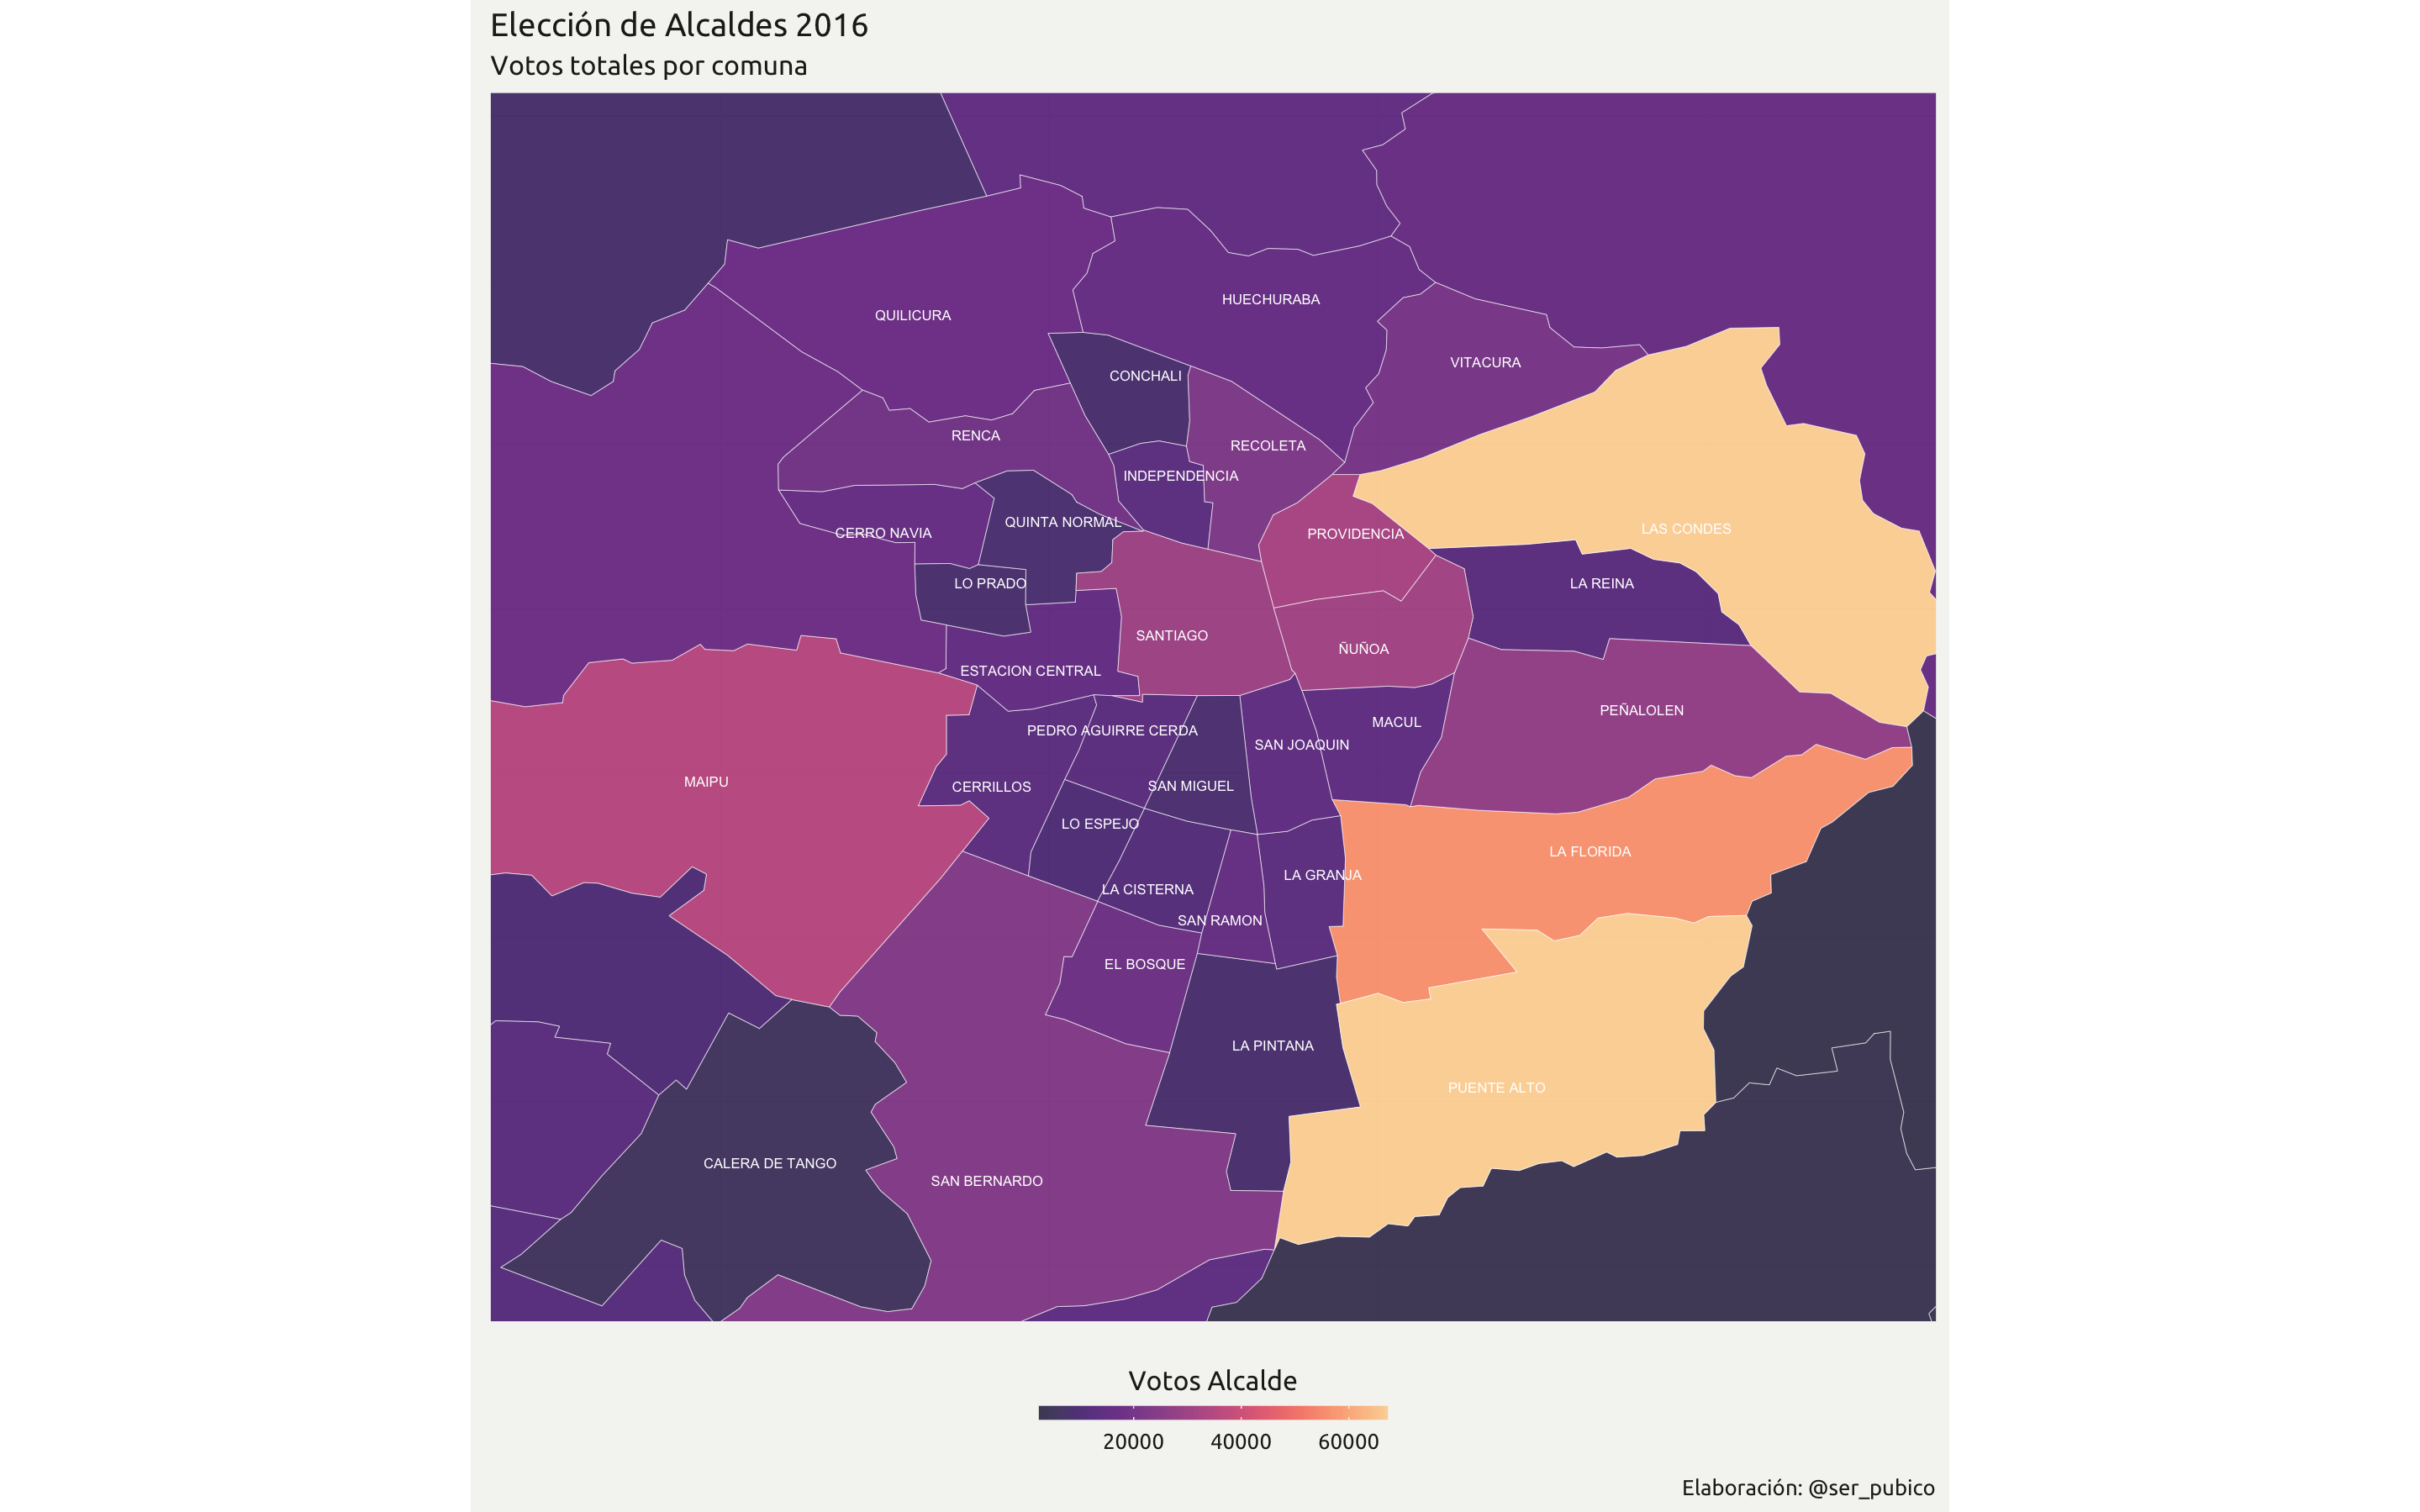 Elección de Alcaldes 2016
Votos totales por comuna
HUECHURABA
QUILICURA
VITACURA
CONCHALI
RENCA
RECOLETA
INDEPENDENCIA
QUINTA NORMAL
LAS CONDES
CERRO NAVIA
PROVIDENCIA
LO PRADO
LA REINA
SANTIAGO
ÑUÑOA
ESTACION CENTRAL
PEÑALOLEN
MACUL
PEDRO AGUIRRE CERDA
SAN JOAQUIN
MAIPU
CERRILLOS
SAN MIGUEL
LO ESPEJO
LA FLORIDA
LA GRANJA
LA CISTERNA
SAN RAMON
EL BOSQUE
LA PINTANA
PUENTE ALTO
CALERA DE TANGO
SAN BERNARDO
Votos Alcalde
20000 40000 60000
Elaboración: @ser_pubico